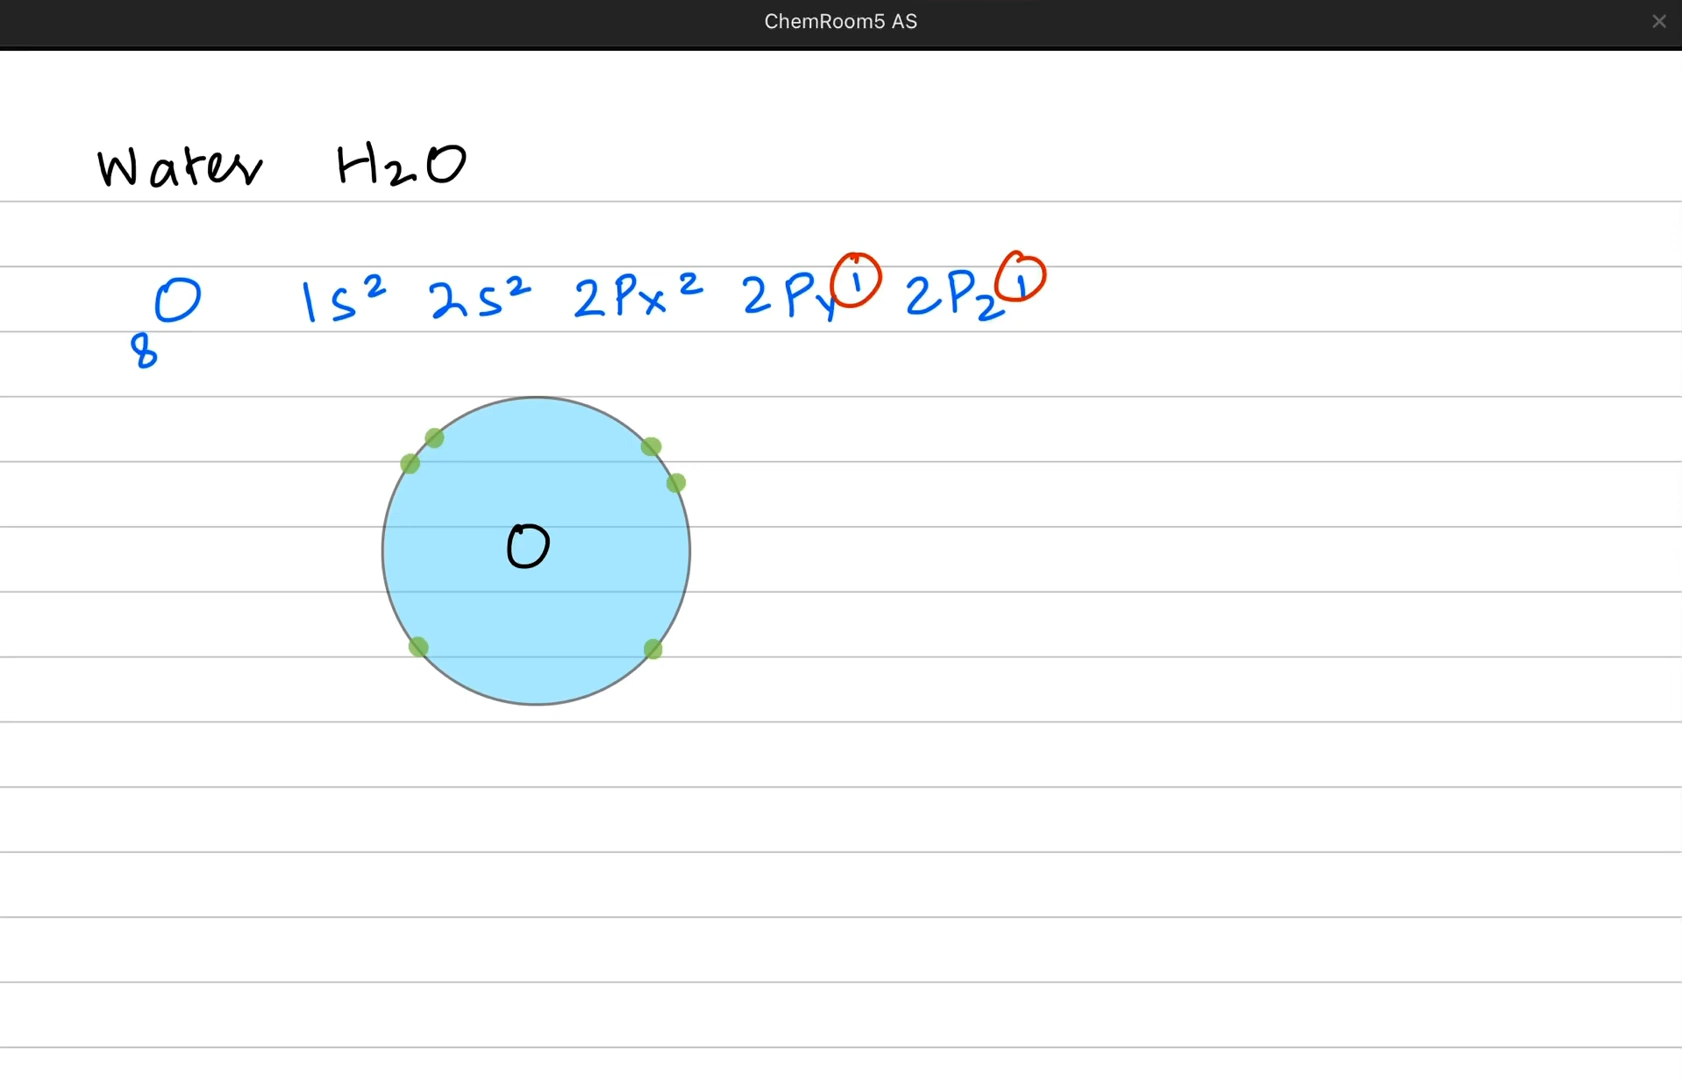 ChemRoom5 AS
Water H₂O
₈O 1s² 2s² 2Px² 2Py¹ 2Pz¹
O